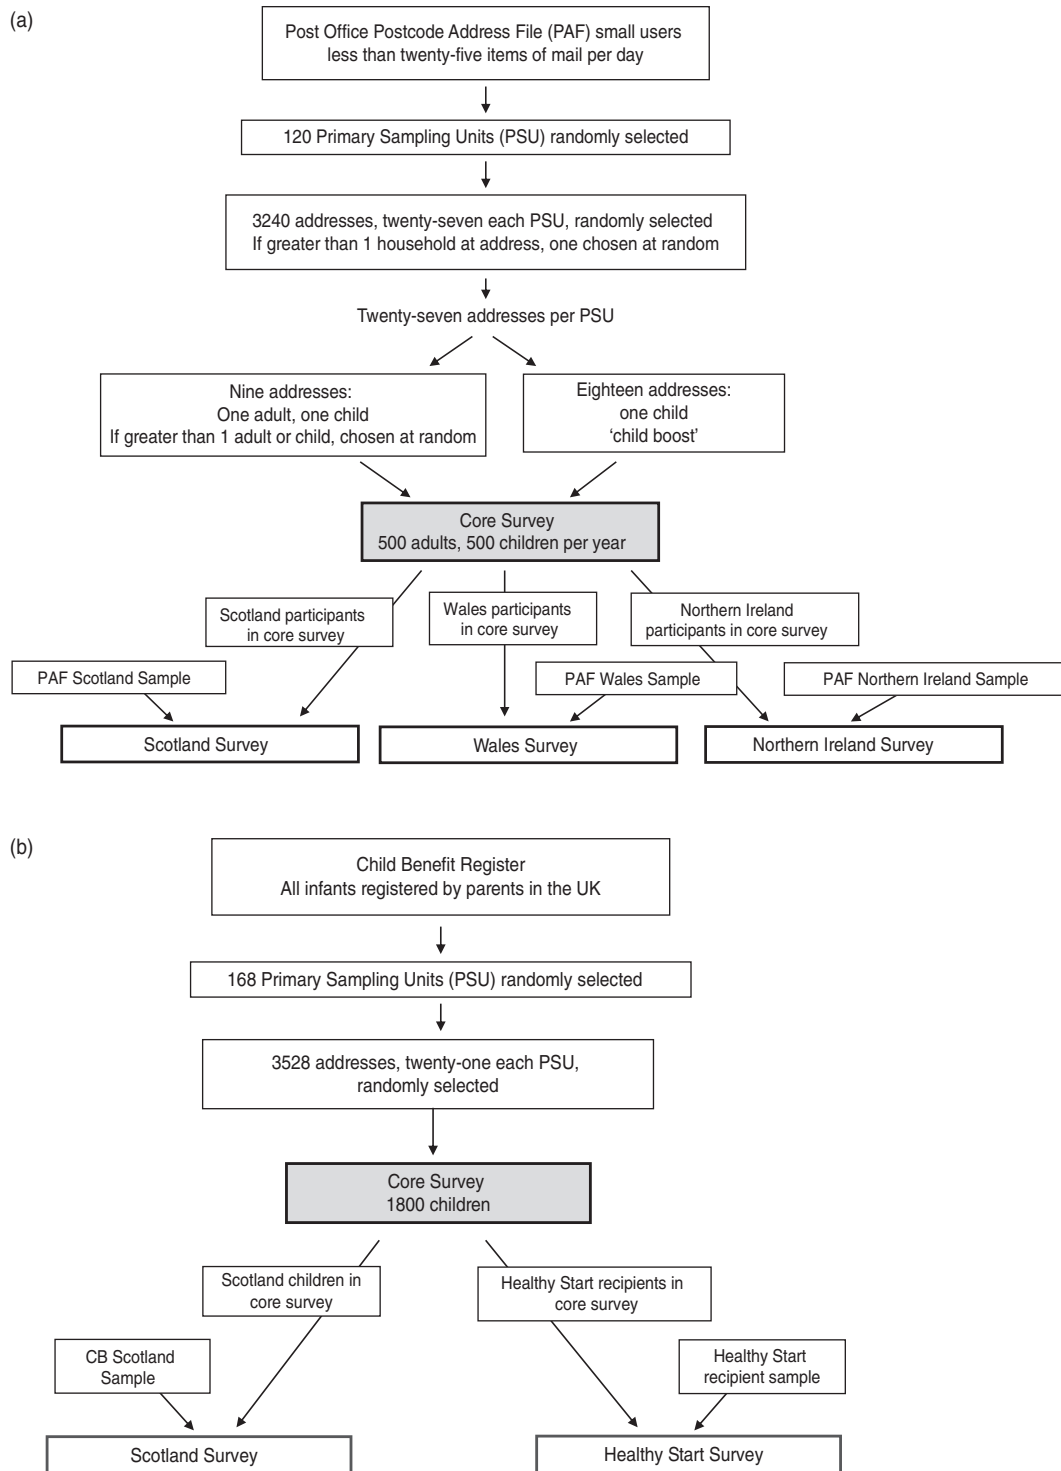 (a)
Post Office Postcode Address File (PAF) small users
less than twenty-five items of mail per day
120 Primary Sampling Units (PSU) randomly selected
3240 addresses, twenty-seven each PSU, randomly selected
If greater than 1 household at address, one chosen at random
Twenty-seven addresses per PSU
Nine addresses:
One adult, one child
If greater than 1 adult or child, chosen at random
Eighteen addresses:
one child
‘child boost’
Core Survey
500 adults, 500 children per year
Scotland participants
in core survey
Wales participants
in core survey
Northern Ireland
participants in core survey
PAF Scotland Sample
PAF Wales Sample
PAF Northern Ireland Sample
Scotland Survey
Wales Survey
Northern Ireland Survey
(b)
Child Benefit Register
All infants registered by parents in the UK
168 Primary Sampling Units (PSU) randomly selected
3528 addresses, twenty-one each PSU,
randomly selected
Core Survey
1800 children
Scotland children in
core survey
Healthy Start recipients in
core survey
CB Scotland
Sample
Healthy Start
recipient sample
Scotland Survey
Healthy Start Survey